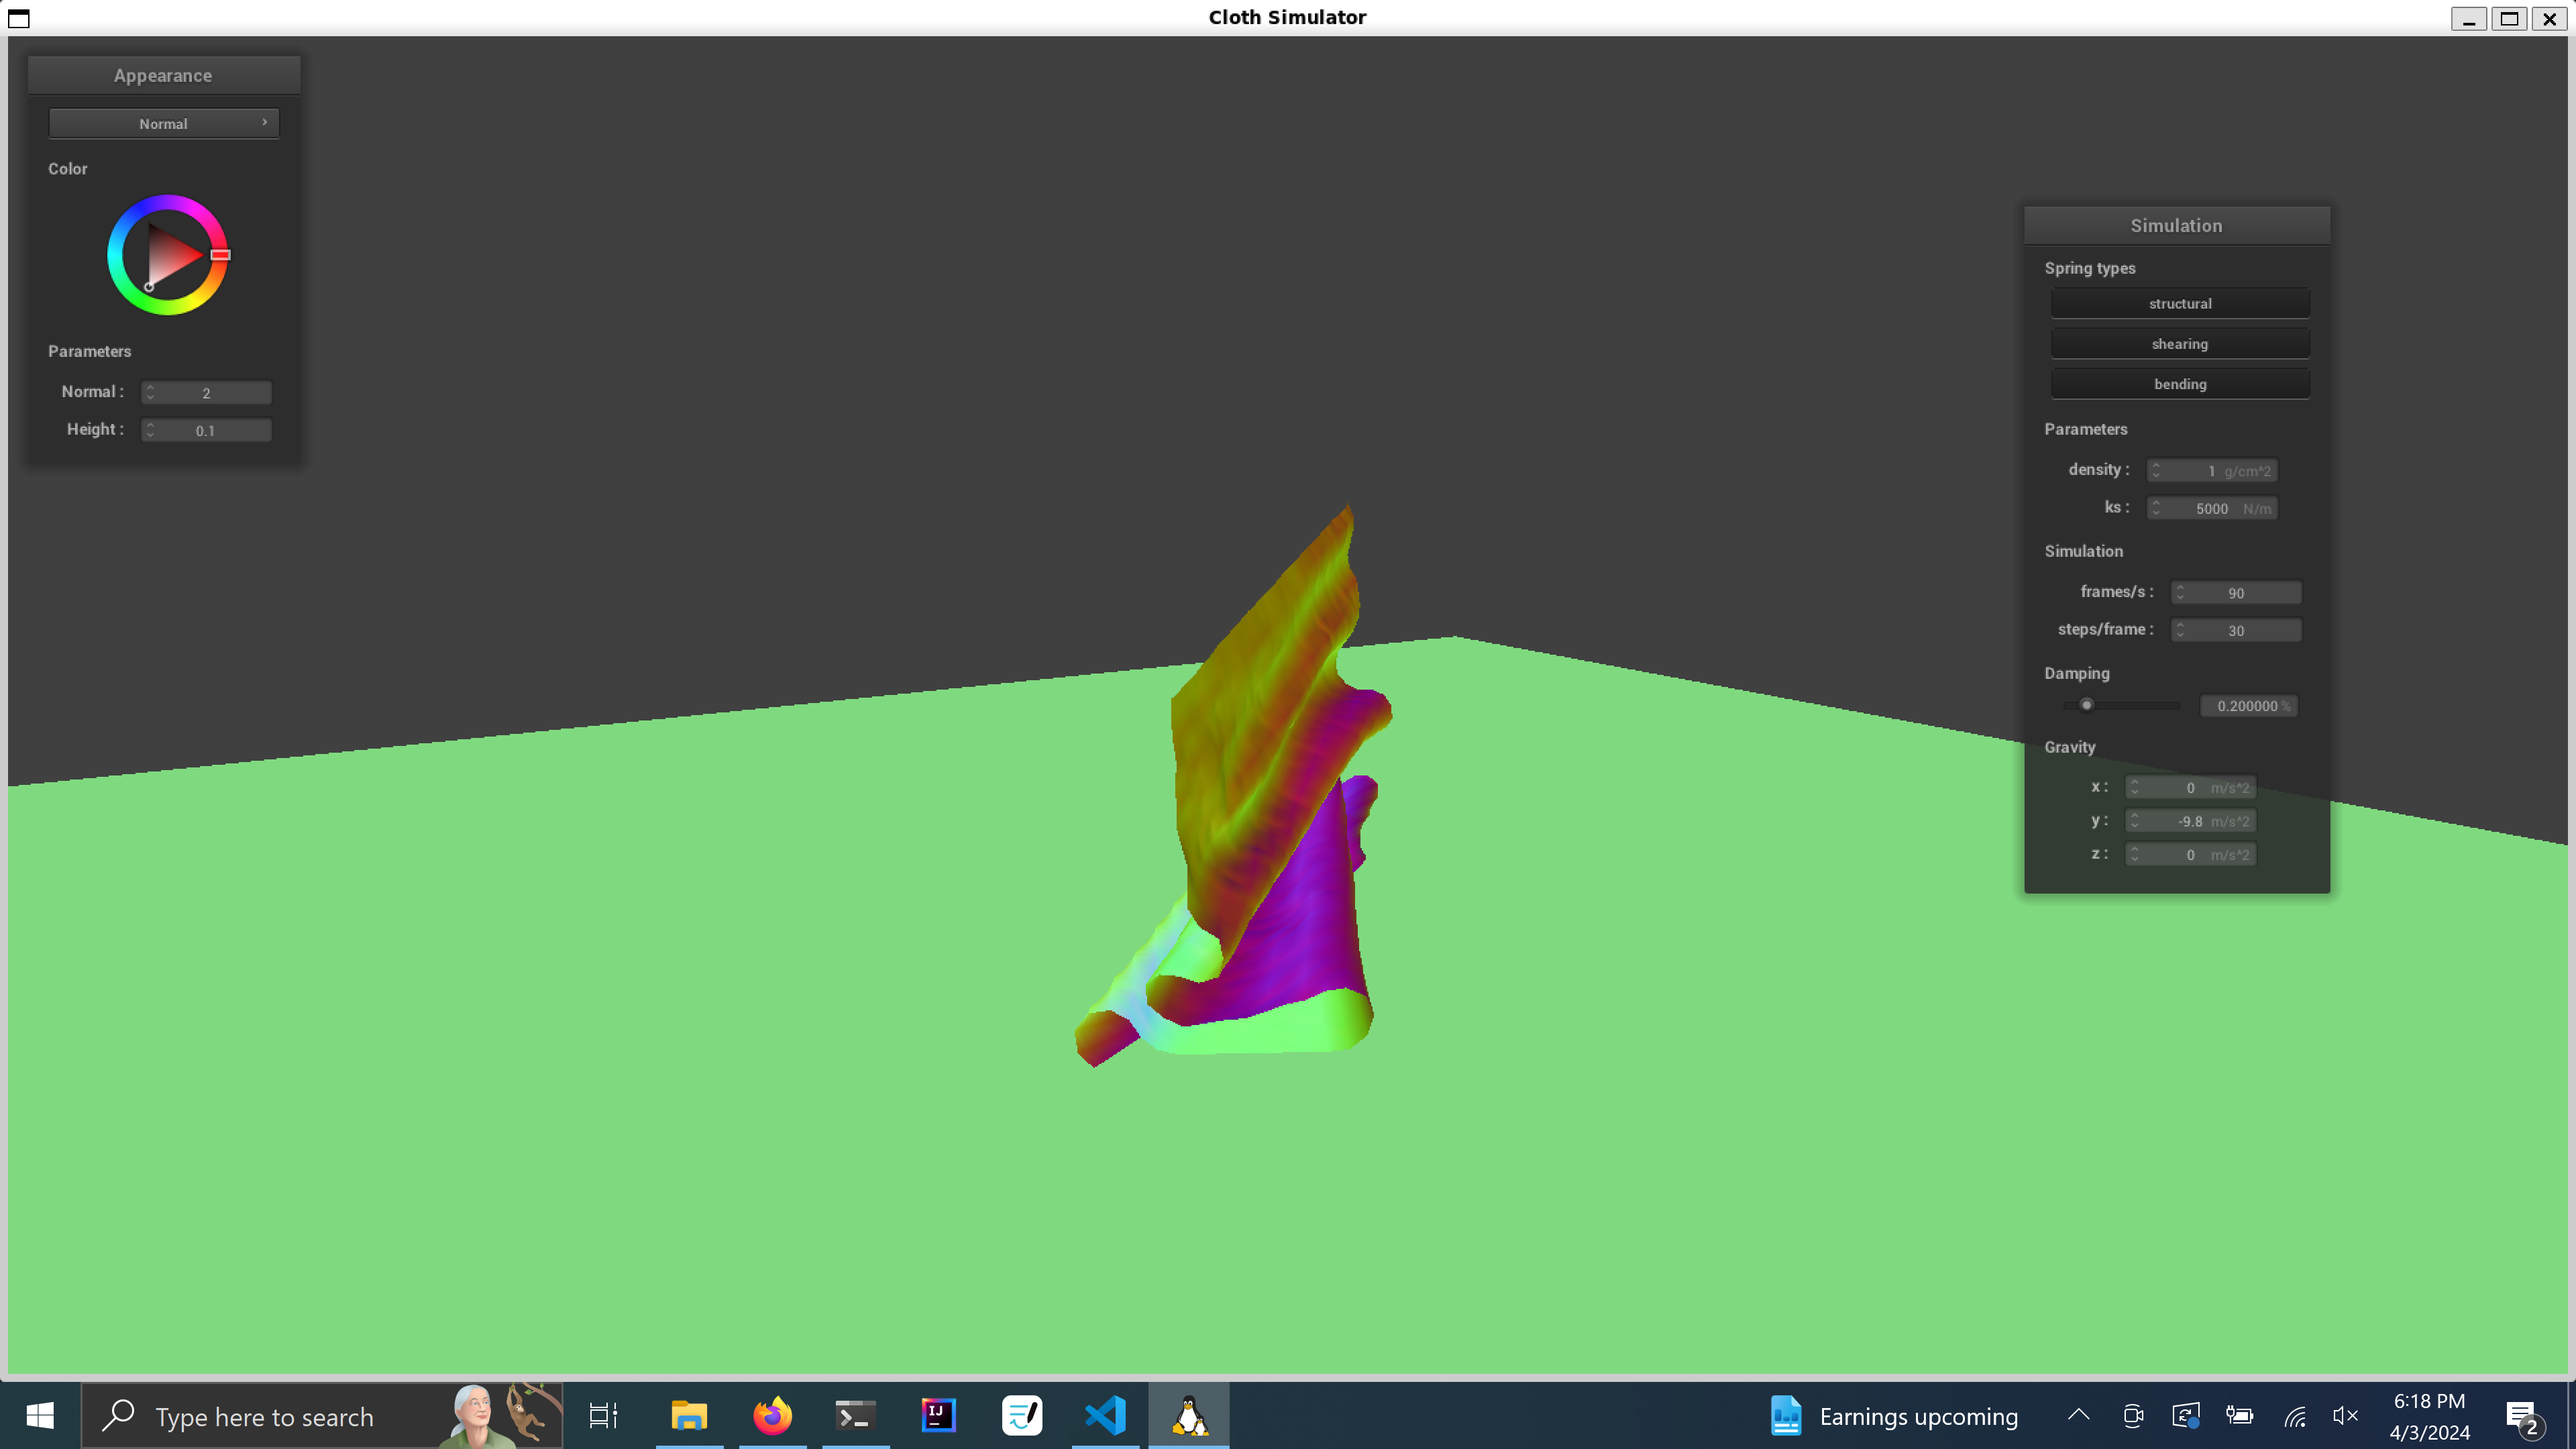 Cloth Simulator
Appearance
Normal
Color
Parameters
Normal : 2
Height : 0.1
Simulation
Spring types
structural
shearing
bending
Parameters
density : 1 g/cm^2
ks : 5000 N/m
Simulation
frames/s : 90
steps/frame : 30
Damping
0.200000 %
Gravity
x : 0 m/s^2
y : -9.8 m/s^2
z : 0 m/s^2
Type here to search
IJ
Earnings upcoming
6:18 PM
4/3/2024
2